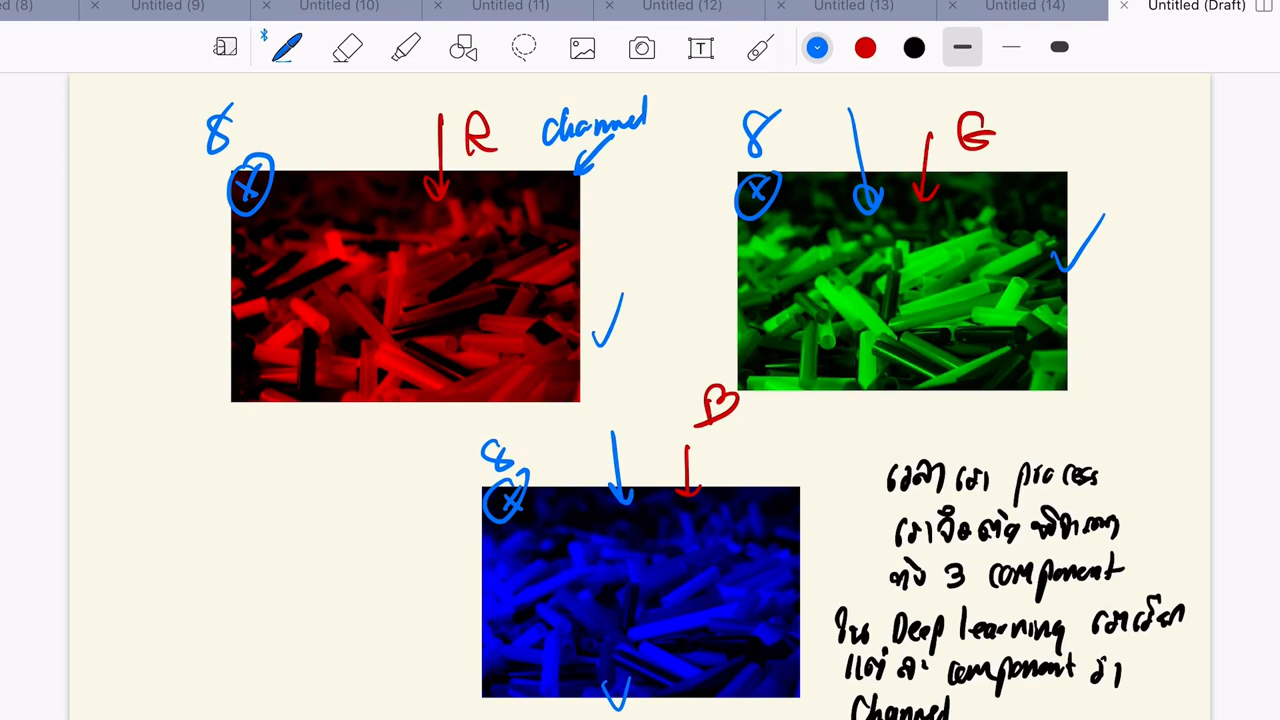 (8)
Untitled (9)
Untitled (10)
Untitled (11)
Untitled (12)
Untitled (13)
Untitled (14)
Untitled (Draft)
T
8 R channel
x
8 G
x
B
8
x
เวลาเรา process
เราจึงต้องพิจารณา
ทั้ง 3 component
ใน Deep learning เราเรียก
แต่ละ component ว่า
Channel